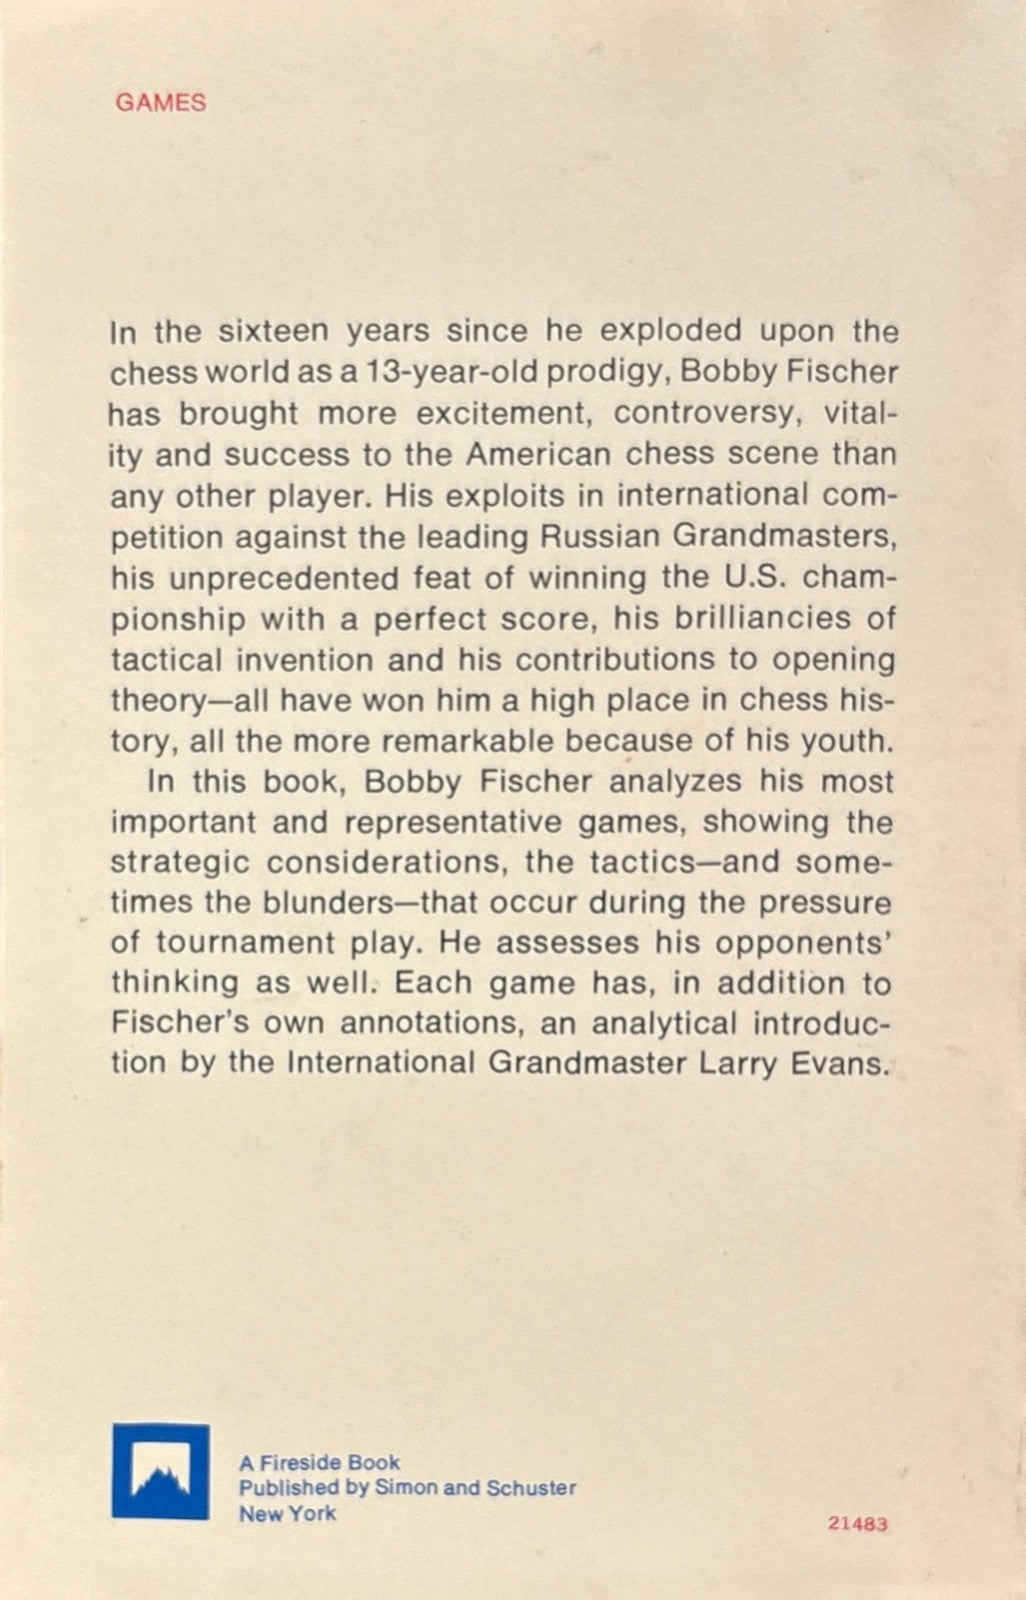 GAMES
In the sixteen years since he exploded upon the
chess world as a 13-year-old prodigy, Bobby Fischer
has brought more excitement, controversy, vital-
ity and success to the American chess scene than
any other player. His exploits in international com-
petition against the leading Russian Grandmasters,
his unprecedented feat of winning the U.S. cham-
pionship with a perfect score, his brilliancies of
tactical invention and his contributions to opening
theory—all have won him a high place in chess his-
tory, all the more remarkable because of his youth.
In this book, Bobby Fischer analyzes his most
important and representative games, showing the
strategic considerations, the tactics—and some-
times the blunders—that occur during the pressure
of tournament play. He assesses his opponents'
thinking as well. Each game has, in addition to
Fischer's own annotations, an analytical introduc-
tion by the International Grandmaster Larry Evans.
A Fireside Book
Published by Simon and Schuster
New York
21483